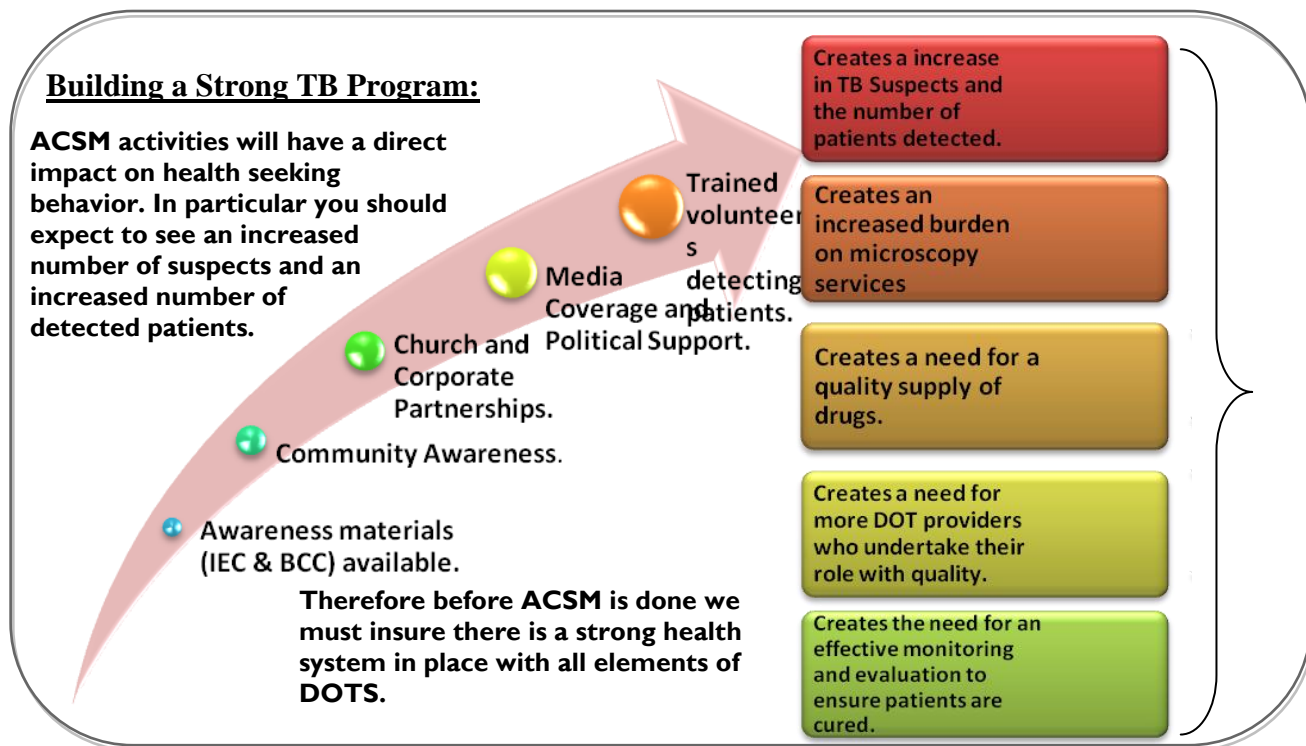 Building a Strong TB Program:
ACSM activities will have a direct
impact on health seeking
behavior. In particular you should
expect to see an increased
number of suspects and an
increased number of
detected patients.
Trained
volunteer
s
detecting
patients.
Media
Coverage and
Political Support.
Church and
Corporate
Partnerships.
Community Awareness.
Awareness materials
(IEC & BCC) available.
Therefore before ACSM is done we
must insure there is a strong health
system in place with all elements of
DOTS.
Creates a increase
in TB Suspects and
the number of
patients detected.
Creates an
increased burden
on microscopy
services
Creates a need for a
quality supply of
drugs.
Creates a need for
more DOT providers
who undertake their
role with quality.
Creates the need for an
effective monitoring
and evaluation to
ensure patients are
cured.